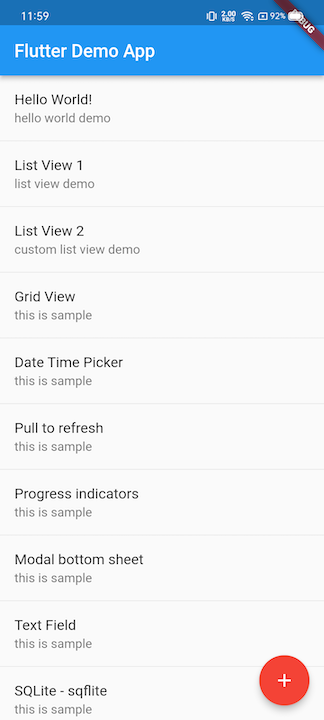 11:59
2.00
KB/S
92%
DEBUG
Flutter Demo App
Hello World!
hello world demo
List View 1
list view demo
List View 2
custom list view demo
Grid View
this is sample
Date Time Picker
this is sample
Pull to refresh
this is sample
Progress indicators
this is sample
Modal bottom sheet
this is sample
Text Field
this is sample
SQLite - sqflite
this is sample